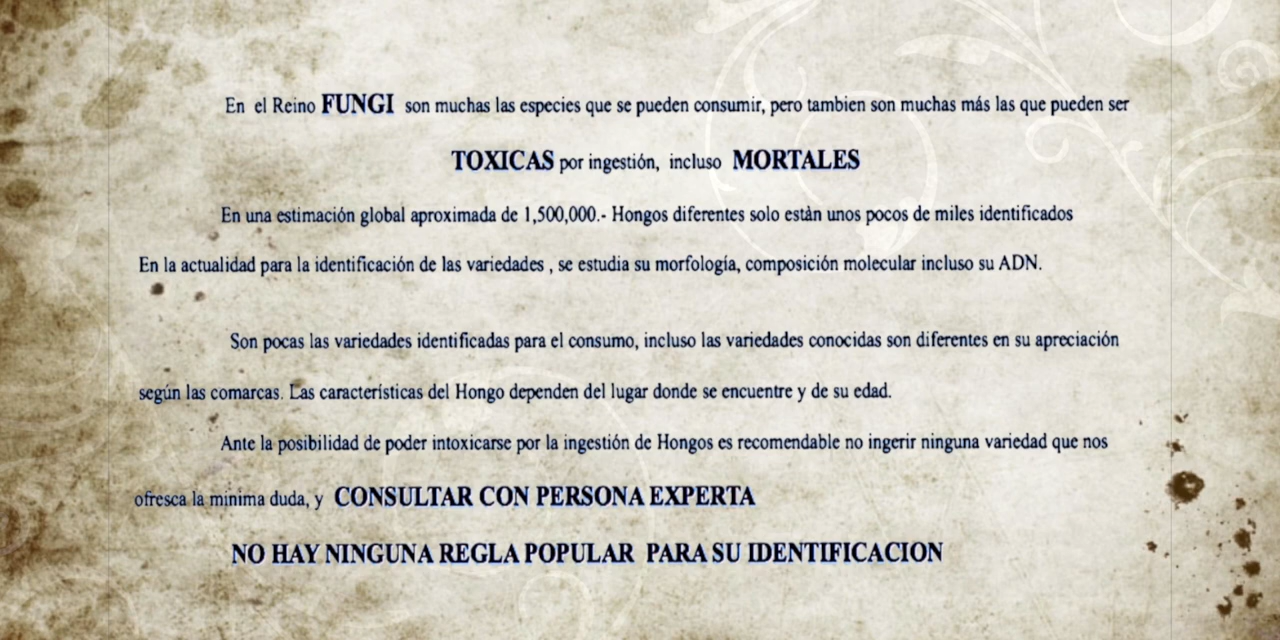 En el Reino FUNGI son muchas las especies que se pueden consumir, pero tambien son muchas más las que pueden ser
TOXICAS por ingestión, incluso MORTALES
En una estimación global aproximada de 1,500,000.- Hongos diferentes solo estàn unos pocos de miles identificados
En la actualidad para la identificación de las variedades , se estudia su morfología, composición molecular incluso su ADN.
Son pocas las variedades identificadas para el consumo, incluso las variedades conocidas son diferentes en su apreciación
según las comarcas. Las características del Hongo dependen del lugar donde se encuentre y de su edad.
Ante la posibilidad de poder intoxicarse por la ingestión de Hongos es recomendable no ingerir ninguna variedad que nos
ofresca la minima duda, y CONSULTAR CON PERSONA EXPERTA
NO HAY NINGUNA REGLA POPULAR PARA SU IDENTIFICACION